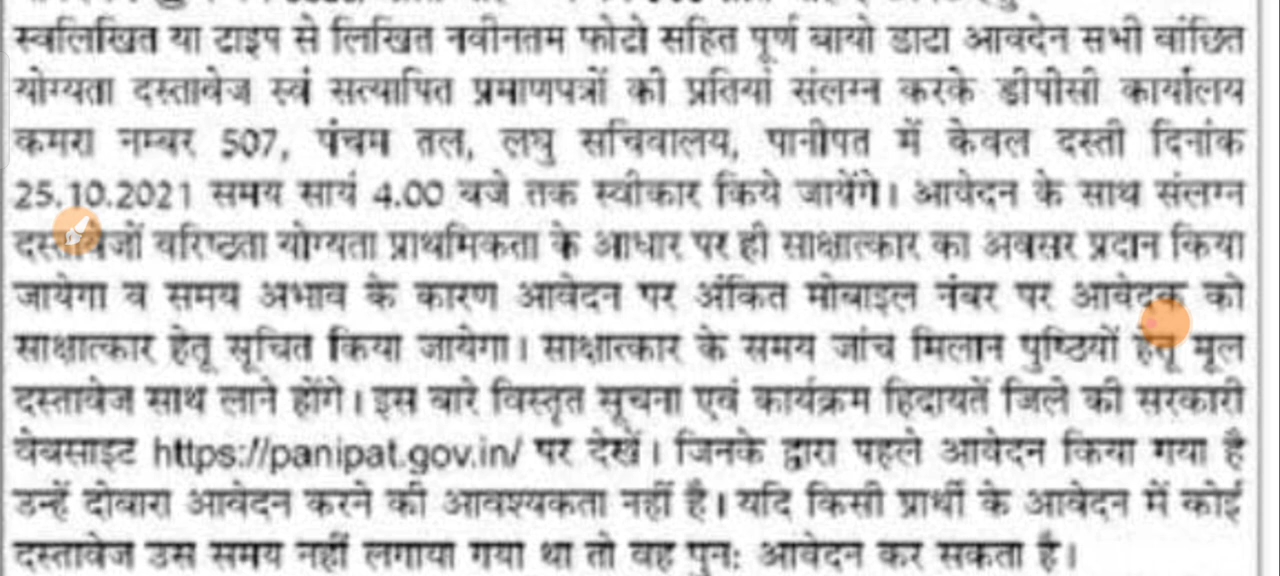 स्वलिखित या टाइप से लिखित नवीनतम फोटो सहित पूर्ण बायो डाटा आवदेन सभी वांछित
योग्यता दस्तावेज स्वं सत्यापित प्रमाणपत्रों की प्रतियां संलग्न करके डीपीसी कार्यालय
कमरा नम्बर 507, पंचम तल, लघु सचिवालय, पानीपत में केवल दस्ती दिनांक
25.10.2021 समय सायं 4.00 बजे तक स्वीकार किये जायेंगे। आवेदन के साथ संलग्न
दस्तावेजों वरिष्ठता योग्यता प्राथमिकता के आधार पर ही साक्षात्कार का अवसर प्रदान किया
जायेगा व समय अभाव के कारण आवेदन पर अंकित मोबाइल नंबर पर आवेदक को
साक्षात्कार हेतू सूचित किया जायेगा। साक्षात्कार के समय जांच मिलान पुष्ठियों हेतू मूल
दस्तावेज साथ लाने होंगे। इस बारे विस्तृत सूचना एवं कार्यक्रम हिदायतें जिले की सरकारी
वेबसाइट https://panipat.gov.in/ पर देखें। जिनके द्वारा पहले आवेदन किया गया है
उन्हें दोबारा आवेदन करने की आवश्यकता नहीं है। यदि किसी प्रार्थी के आवेदन में कोई
दस्तावेज उस समय नहीं लगाया गया था तो वह पुन: आवेदन कर सकता है।